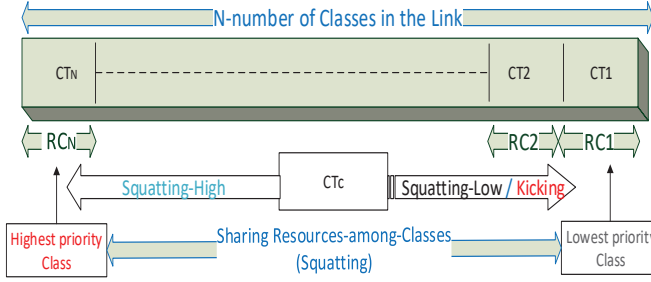 N-number of Classes in the Link
CTN CT2 CT1
RCN RC2 RC1
CTc
Squatting-High Squatting-Low / Kicking
Highest priority
Class
Sharing Resources-among-Classes
(Squatting)
Lowest priority
Class